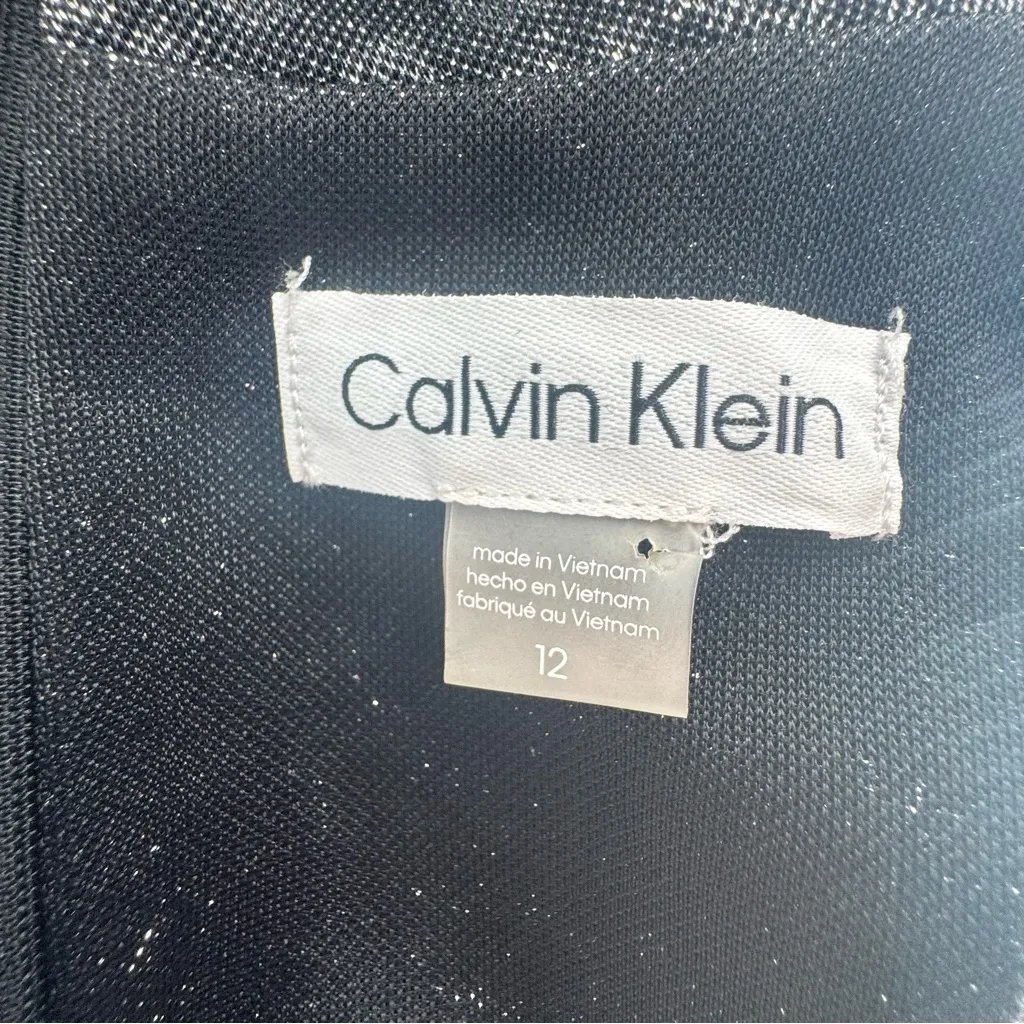 Calvin Klein
made in Vietnam
hecho en Vietnam
fabriqué au Vietnam
12